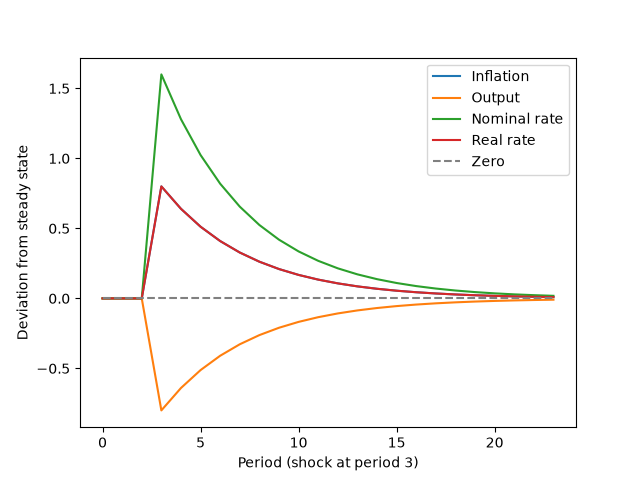 Inflation
Output
Nominal rate
Real rate
Zero
1.5
1.0
0.5
0.0
−0.5
Deviation from steady state
0
5
10
15
20
Period (shock at period 3)